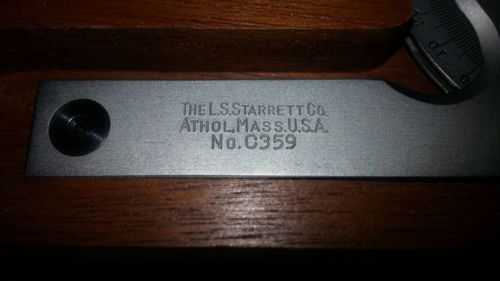 THE L.S. STARRETT CO.
ATHOL, MASS. U.S.A.
NO. C359